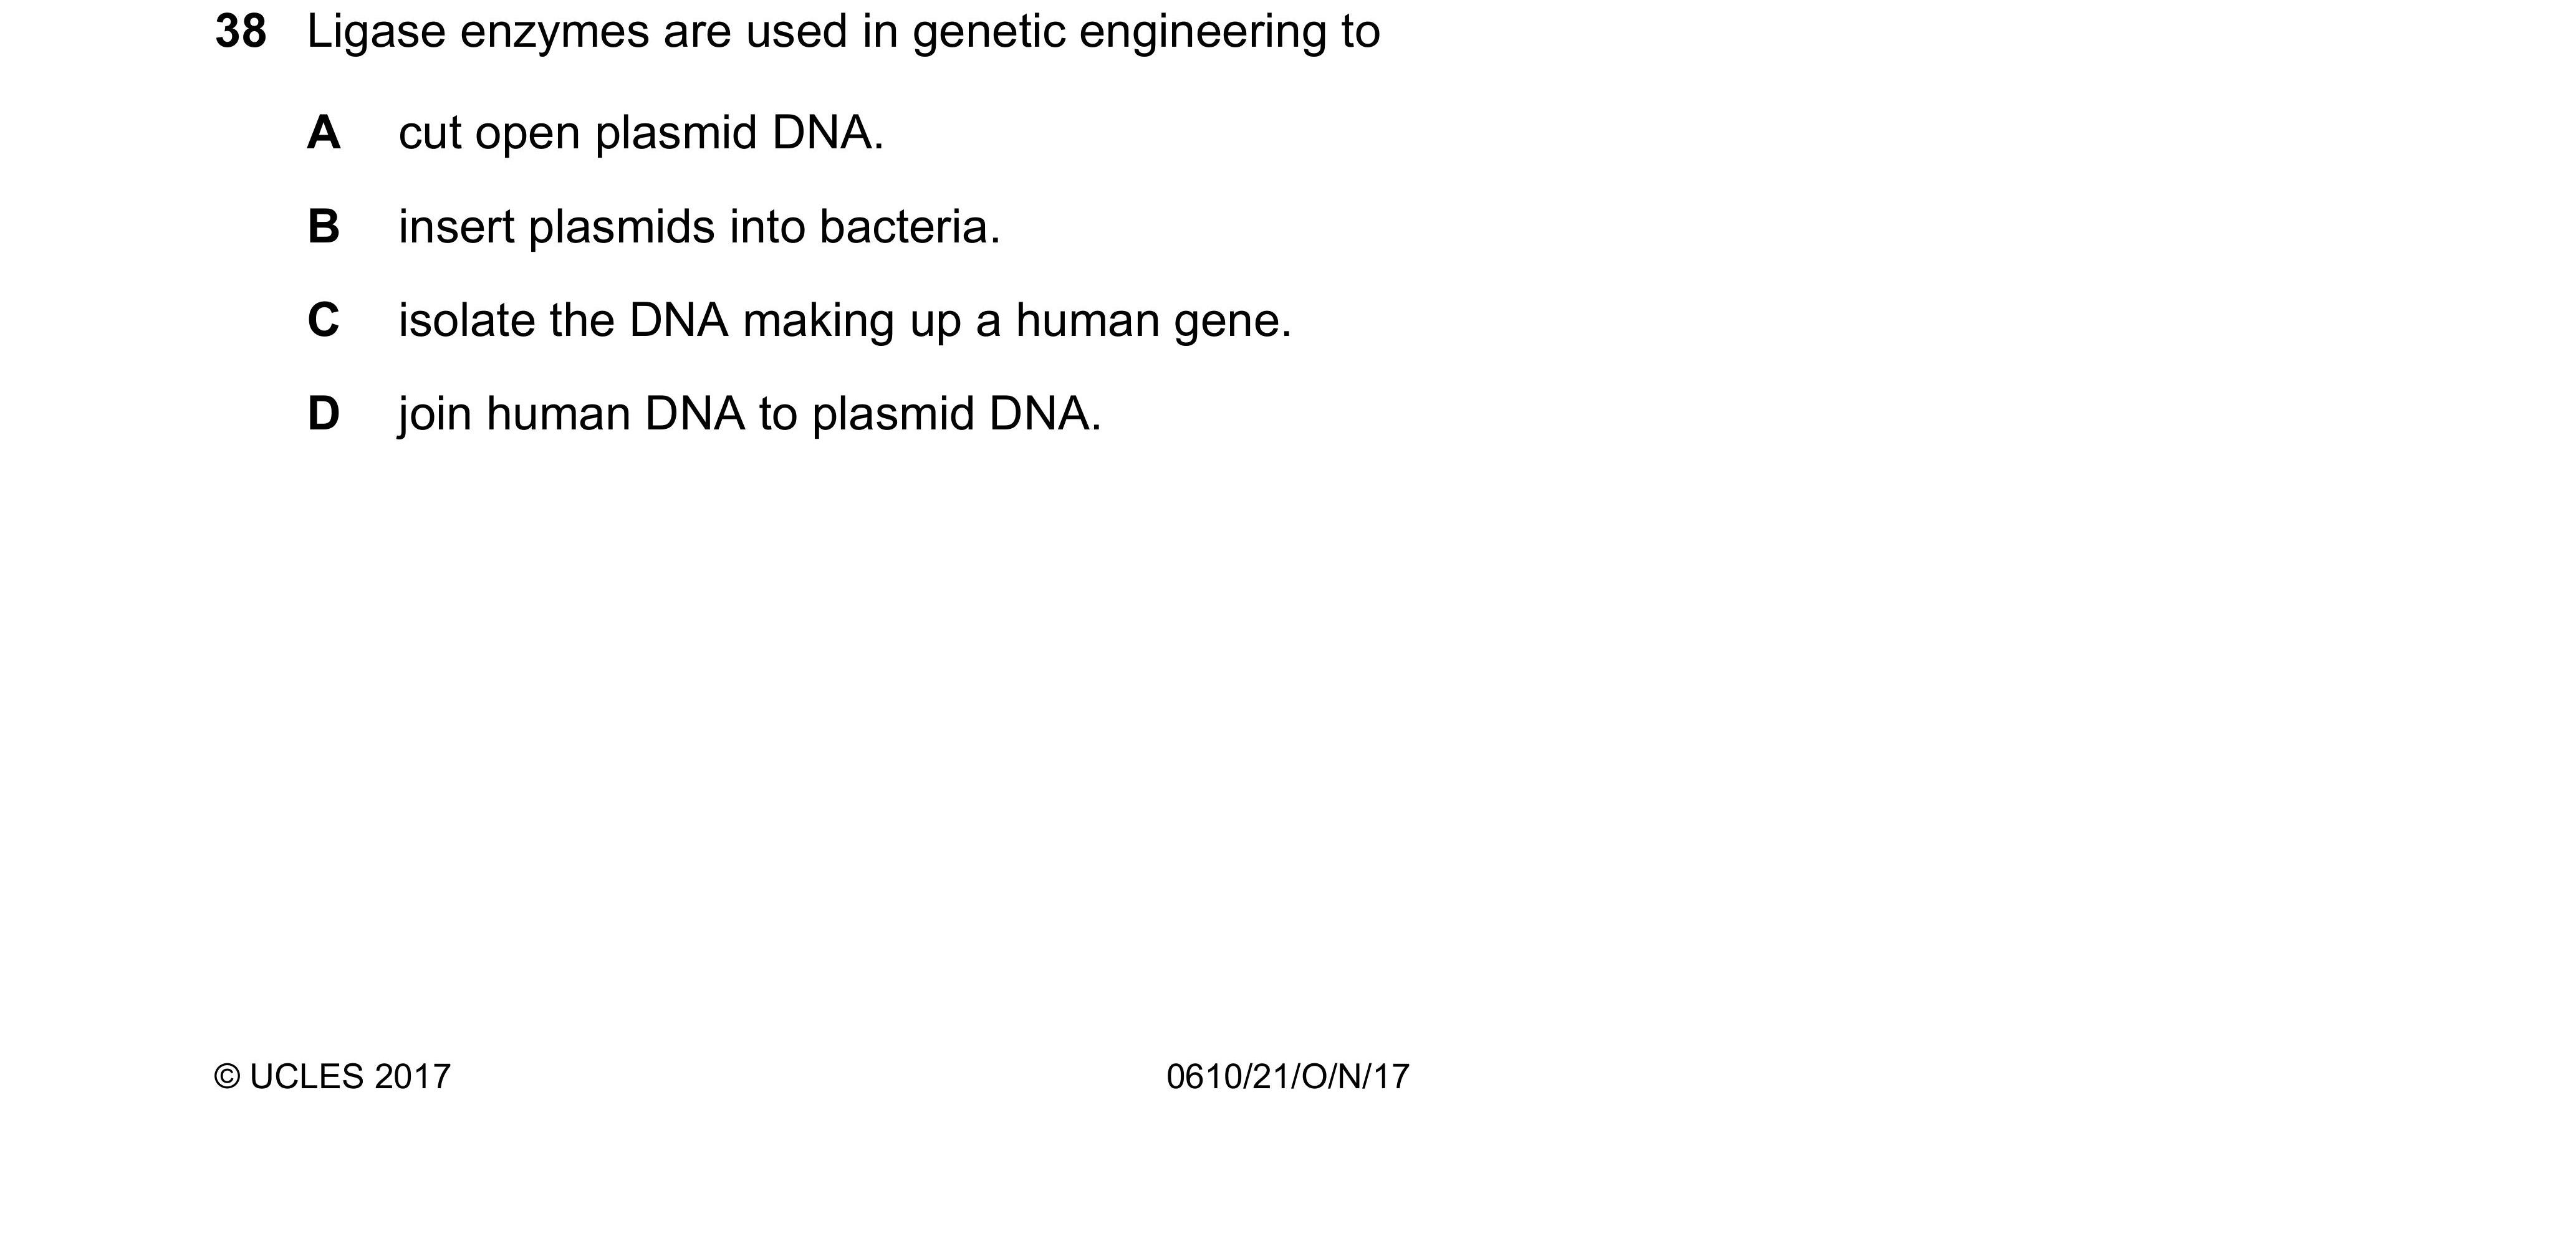 38 Ligase enzymes are used in genetic engineering to
A cut open plasmid DNA.
B insert plasmids into bacteria.
C isolate the DNA making up a human gene.
D join human DNA to plasmid DNA.
© UCLES 2017 0610/21/O/N/17